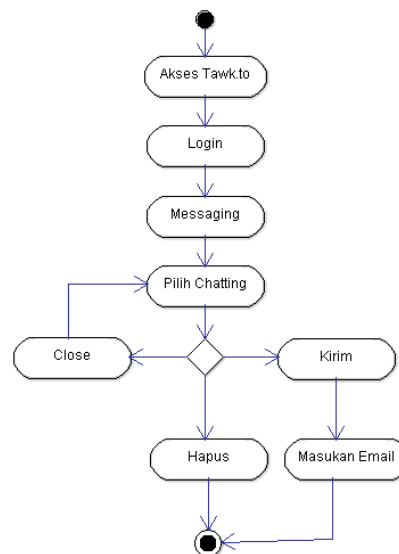 Akses Tawk.to
Login
Messaging
Pilih Chatting
Close
Kirim
Hapus
Masukan Email